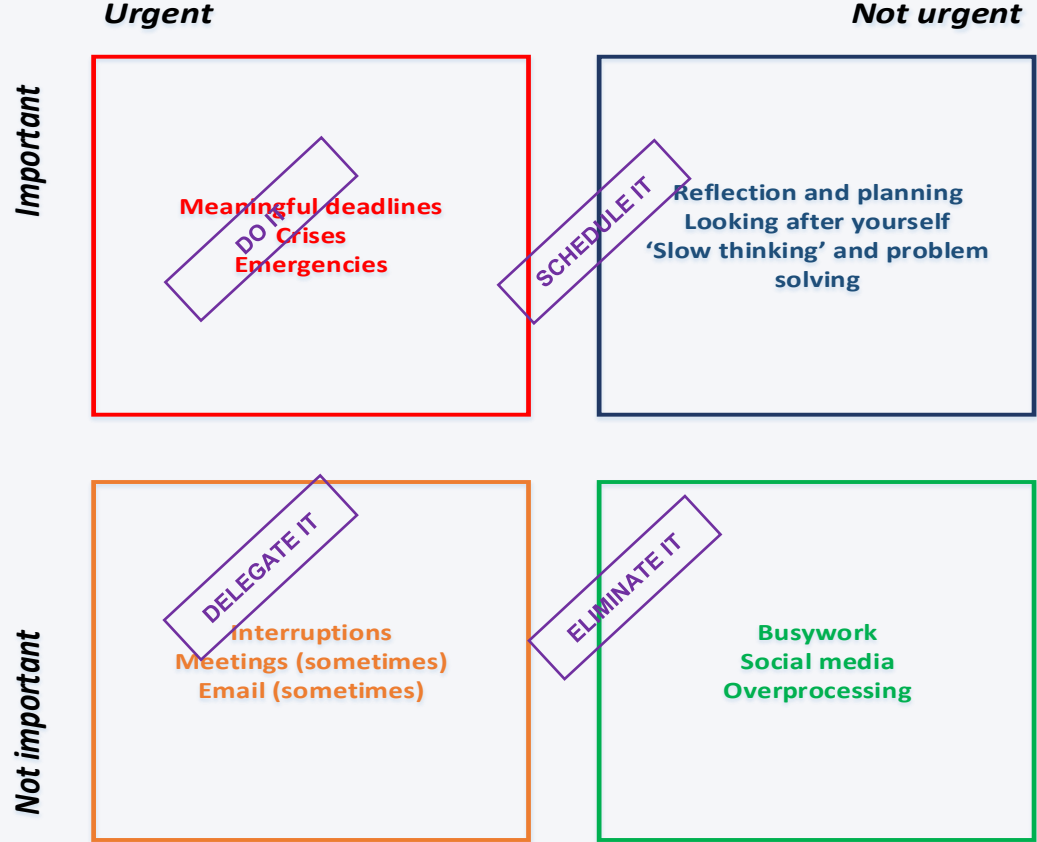 Urgent
Not urgent
Important
Meaningful deadlines
Crises
Emergencies
DO IT
SCHEDULE IT
Reflection and planning
Looking after yourself
‘Slow thinking’ and problem
solving
Not important
DELEGATE IT
Interruptions
Meetings (sometimes)
Email (sometimes)
ELIMINATE IT
Busywork
Social media
Overprocessing